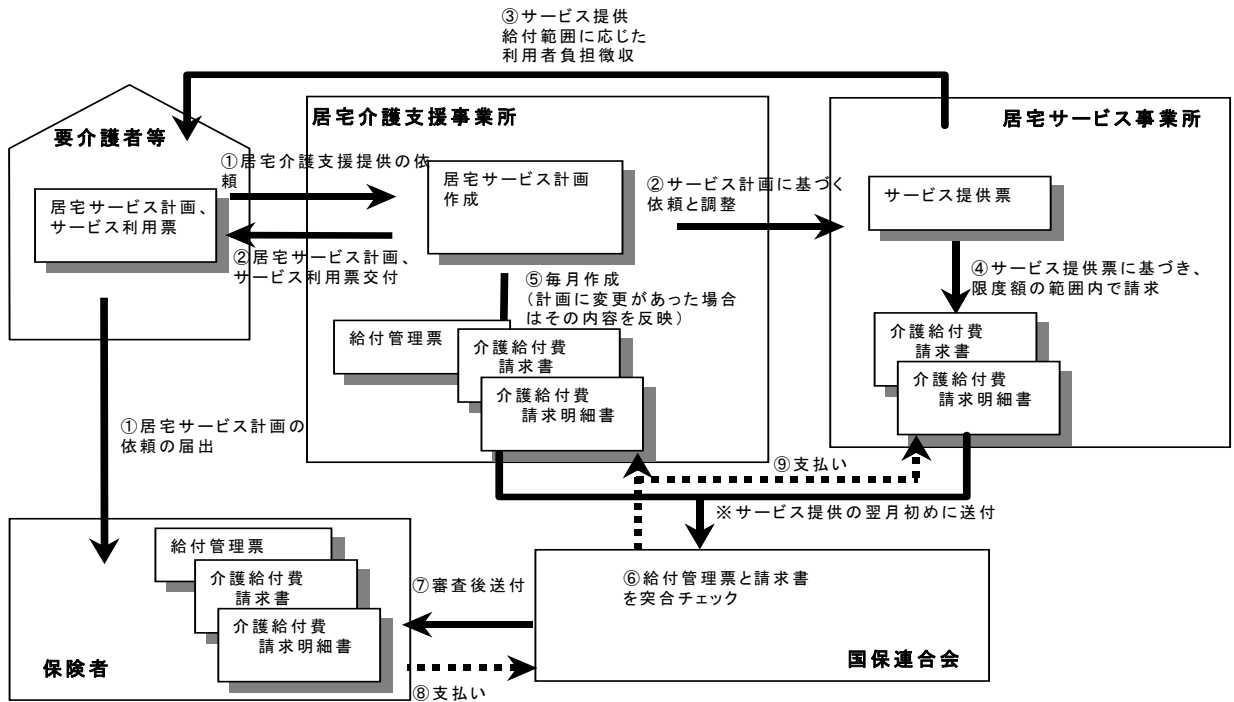 ③サービス提供
給付範囲に応じた
利用者負担徴収
要介護者等
居宅サービス計画、
サービス利用票
①居宅介護支援提供の依
頼
②居宅サービス計画、
サービス利用票交付
居宅介護支援事業所
居宅サービス計画
作成
②サービス計画に基づく
依頼と調整
⑤毎月作成
（計画に変更があった場合
はその内容を反映）
給付管理票
介護給付費
請求書
介護給付費
請求明細書
居宅サービス事業所
サービス提供票
④サービス提供票に基づき、
限度額の範囲内で請求
介護給付費
請求書
介護給付費
請求明細書
①居宅サービス計画の
依頼の届出
⑨支払い
※サービス提供の翌月初めに送付
給付管理票
介護給付費
請求書
介護給付費
請求明細書
保険者
⑦審査後送付
⑧支払い
⑥給付管理票と請求書
を突合チェック
国保連合会